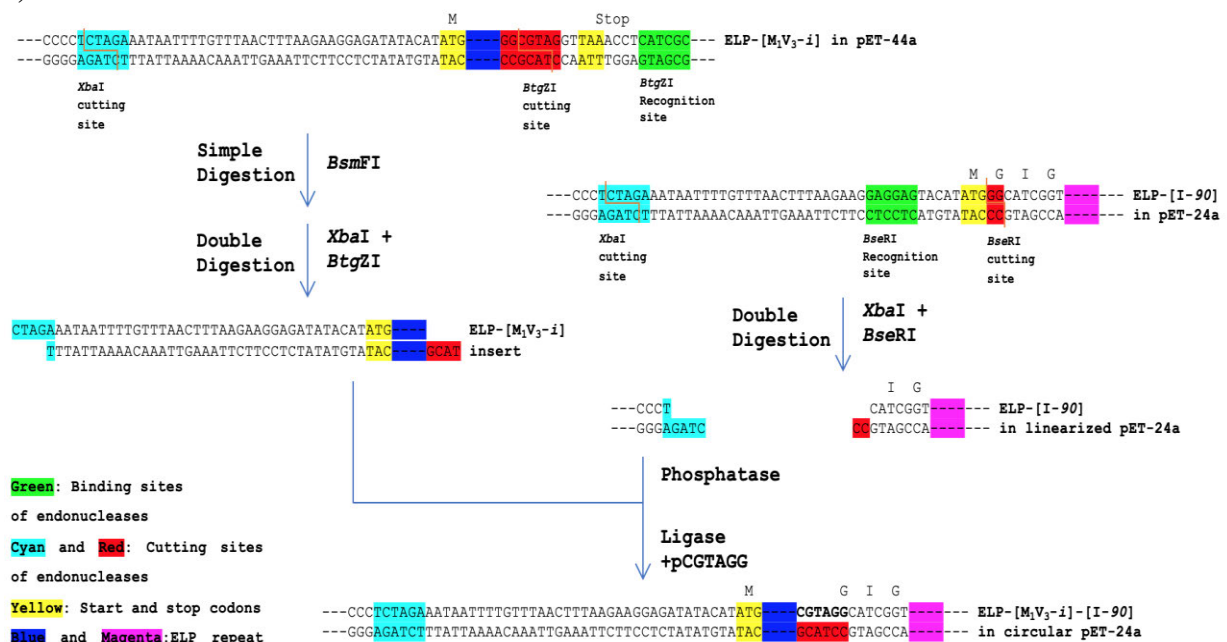 M Stop
---CCCCTCTAGAAATAATTTTGTTTAACTTTAAGAAGGAGATATACATATG----GGCGTAGGTTAAACCTCATCGC--- ELP-[M₁V₃-i] in pET-44a
---GGGGAGATCTTTATTAAAACAAATTGAAATTCTTCCTCTATATGTATAC----CCGCATCCAATTTGGAGTAGCG---
XbaI cutting site
BtgZI cutting site
BtgZI Recognition site
Simple Digestion BsmFI
M G I G
---CCCTCTAGAAATAATTTTGTTTAACTTTAAGAAGGAGGAGTACATATGGGCATCGGT------- ELP-[I-90]
---GGGAGATCTTTATTAAAACAAATTGAAATTCTTCCTCCTCATGTATACCCGTAGCCA------- in pET-24a
XbaI cutting site
BseRI Recognition site
BseRI cutting site
Double Digestion XbaI + BtgZI
Double Digestion XbaI + BseRI
CTAGAAATAATTTTGTTTAACTTTAAGAAGGAGATATACATATG---- ELP-[M₁V₃-i]
TTTATTAAAACAAATTGAAATTCTTCCTCTATATGTATAC----GCAT insert
I G
---CCCT CATCGGT------- ELP-[I-90]
---GGGAGATC CCGTAGCCA------- in linearized pET-24a
Phosphatase
Ligase
+pCGTAGG
Green: Binding sites
of endonucleases
Cyan and Red: Cutting sites
of endonucleases
Yellow: Start and stop codons
Blue and Magenta:ELP repeat
M G I G
---CCCTCTAGAAATAATTTTGTTTAACTTTAAGAAGGAGATATACATATG----CGTAGGCATCGGT------- ELP-[M₁V₃-i]-[I-90]
---GGGAGATCTTTATTAAAACAAATTGAAATTCTTCCTCTATATGTATAC----GCATCCGTAGCCA------- in circular pET-24a